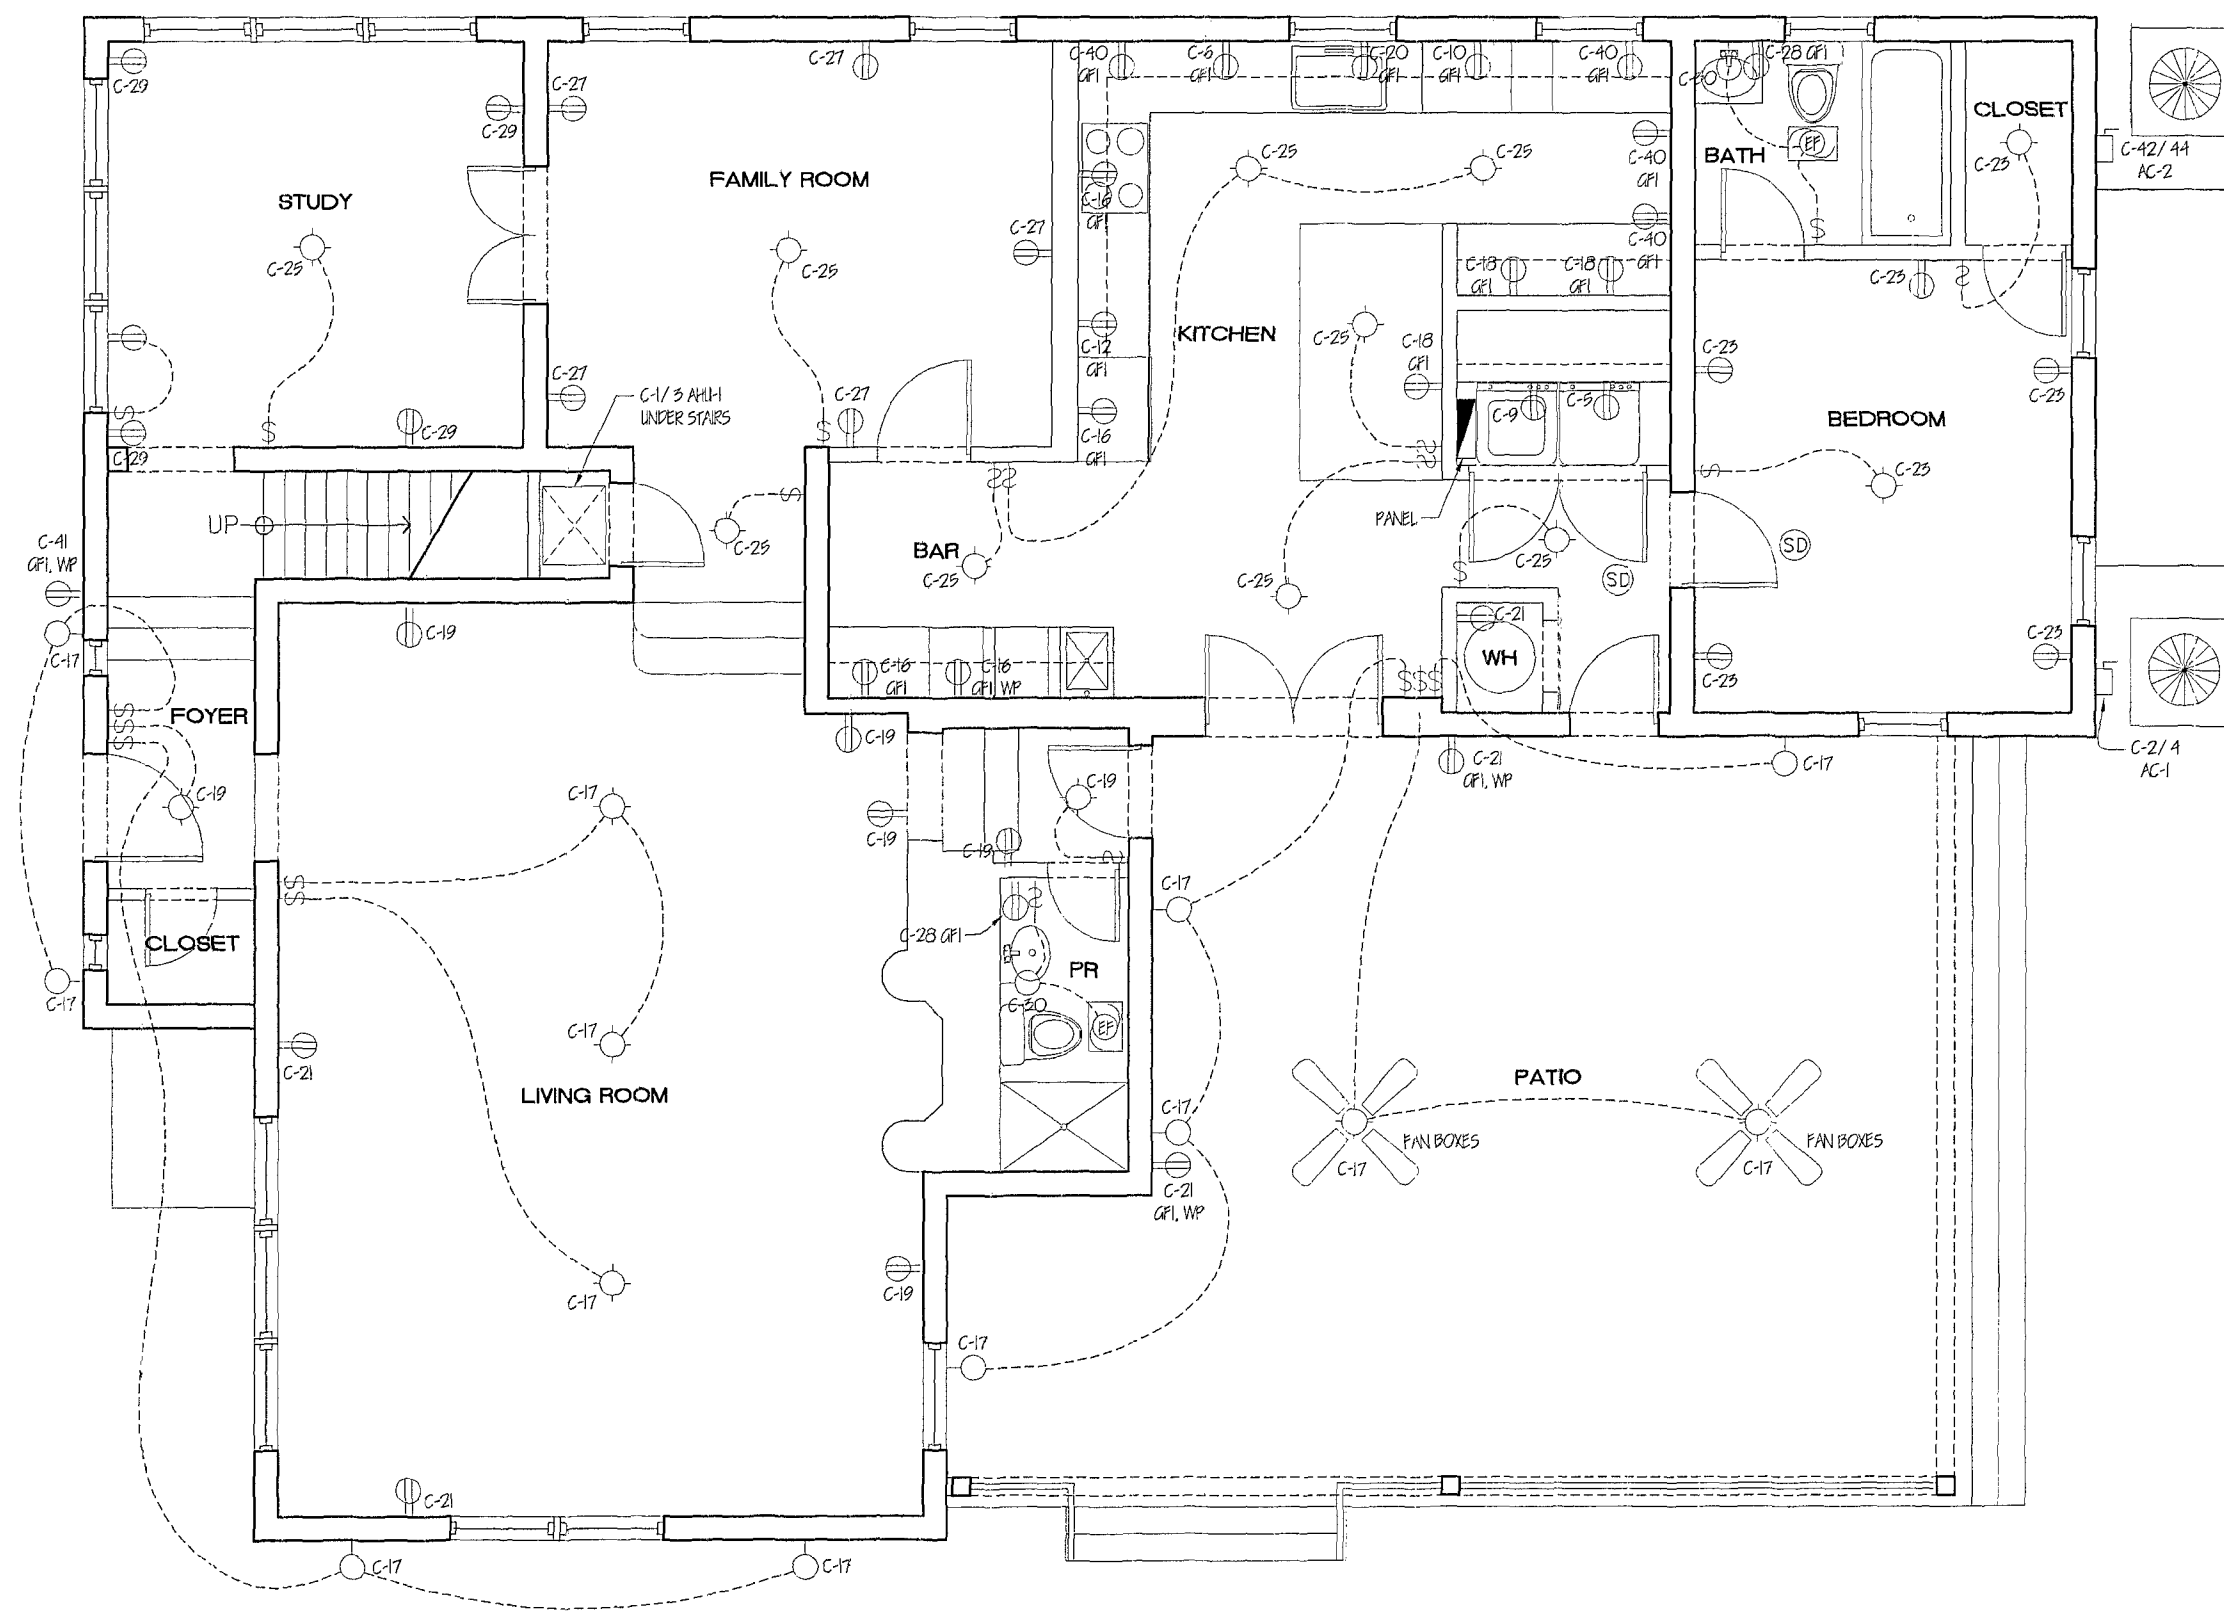 C-29
C-27
C-27
C-29
C-40
GFI
C-6
GFI
C-20
GFI
C-10
GFI
C-40
GFI
C-30
C-28 GFI
EF
CLOSET
C-23
C-42/44
AC-2
STUDY
C-25
FAMILY ROOM
C-25
C-27
C-16
GFI
C-25
C-25
C-40
GFI
C-40
GFI
BATH
C-18
GFI
C-18
GFI
C-23
KITCHEN
C-25
C-18
GFI
C-12
GFI
C-23
C-23
C-27
C-1/3 AHU-1
UNDER STAIRS
C-27
C-16
GFI
C-9
C-5
BEDROOM
C-29
C-29
S
S
S
S
S
S
S
S
S
S
UP
C-25
BAR
C-25
PANEL
C-25
C-23
SD
SD
C-41
GFI, WP
C-17
C-19
C-25
S
C-21
WH
C-23
C-23
C-16
GFI
C-16
GFI WP
SSS
FOYER
S
S
S
C-19
C-19
C-21
GFI, WP
C-17
C-2/4
AC-1
C-17
C-19
C-19
C-19
S
S
C-17
S
CLOSET
C-28 GFI
PR
C-30
EF
C-17
C-17
C-21
LIVING ROOM
PATIO
C-17
C-21
GFI, WP
FAN BOXES
C-17
FAN BOXES
C-17
C-17
C-19
C-17
C-21
C-17
C-17